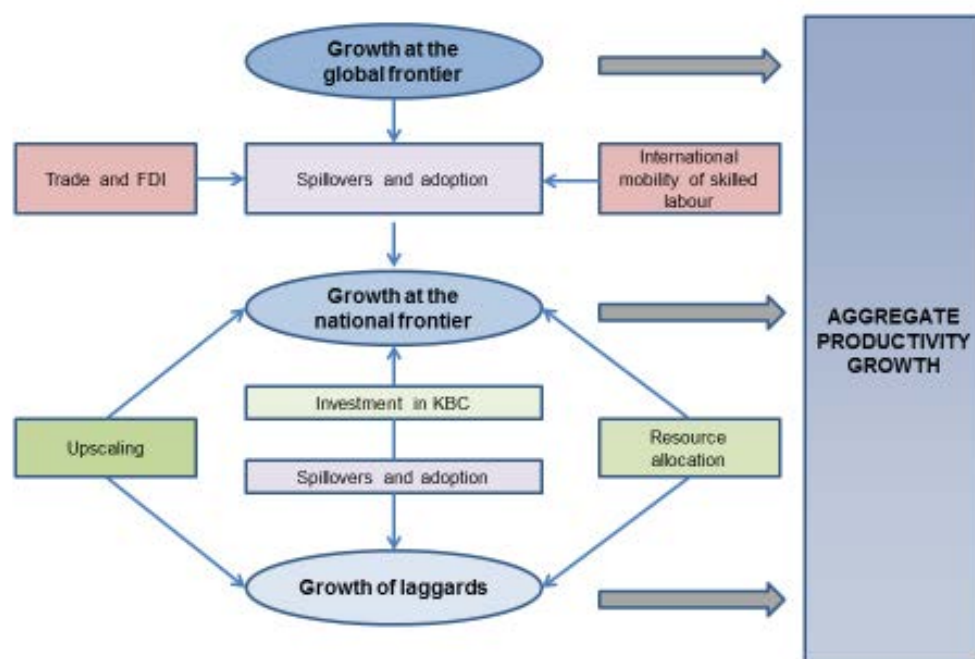 Growth at the
global frontier
Trade and FDI
Spillovers and adoption
International
mobility of skilled
labour
Growth at the
national frontier
AGGREGATE
PRODUCTIVITY
GROWTH
Investment in KBC
Upscaling
Resource
allocation
Spillovers and adoption
Growth of laggards